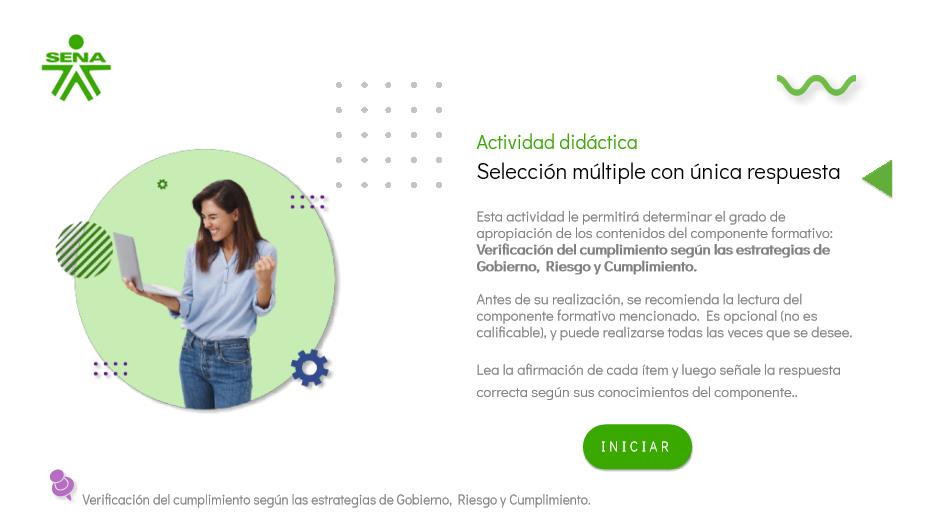 SENA
Actividad didáctica
Selección múltiple con única respuesta
Esta actividad le permitirá determinar el grado de
apropiación de los contenidos del componente formativo:
Verificación del cumplimiento según las estrategias de
Gobierno, Riesgo y Cumplimiento.
Antes de su realización, se recomienda la lectura del
componente formativo mencionado. Es opcional (no es
calificable), y puede realizarse todas las veces que se desee.
Lea la afirmación de cada ítem y luego señale la respuesta
correcta según sus conocimientos del componente..
INICIAR
Verificación del cumplimiento según las estrategias de Gobierno, Riesgo y Cumplimiento.